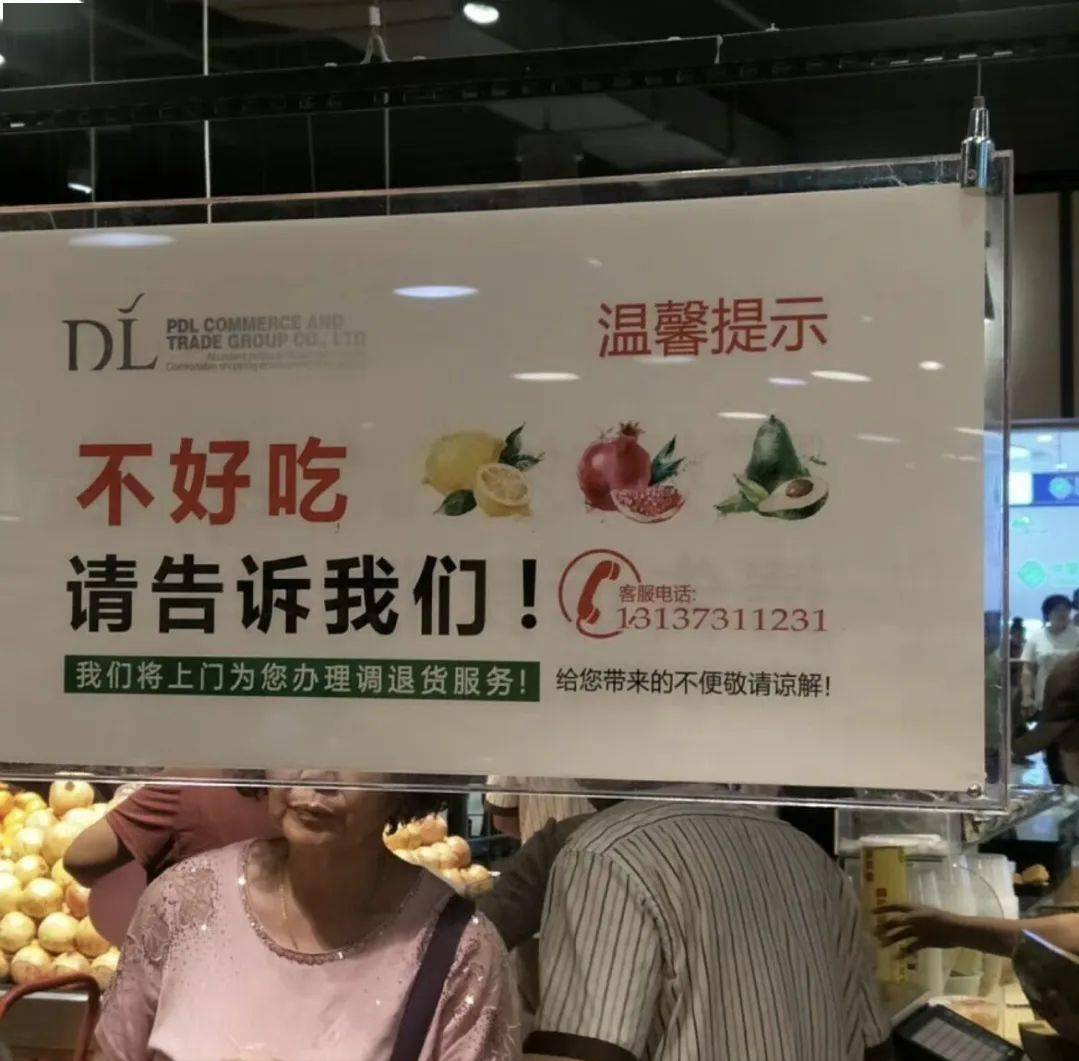 DL
PDL COMMERCE AND
TRADE GROUP CO., LTD
温馨提示
不好吃
请告诉我们！
客服电话:
13137311231
我们将上门为您办理调退货服务！
给您带来的不便敬请谅解！